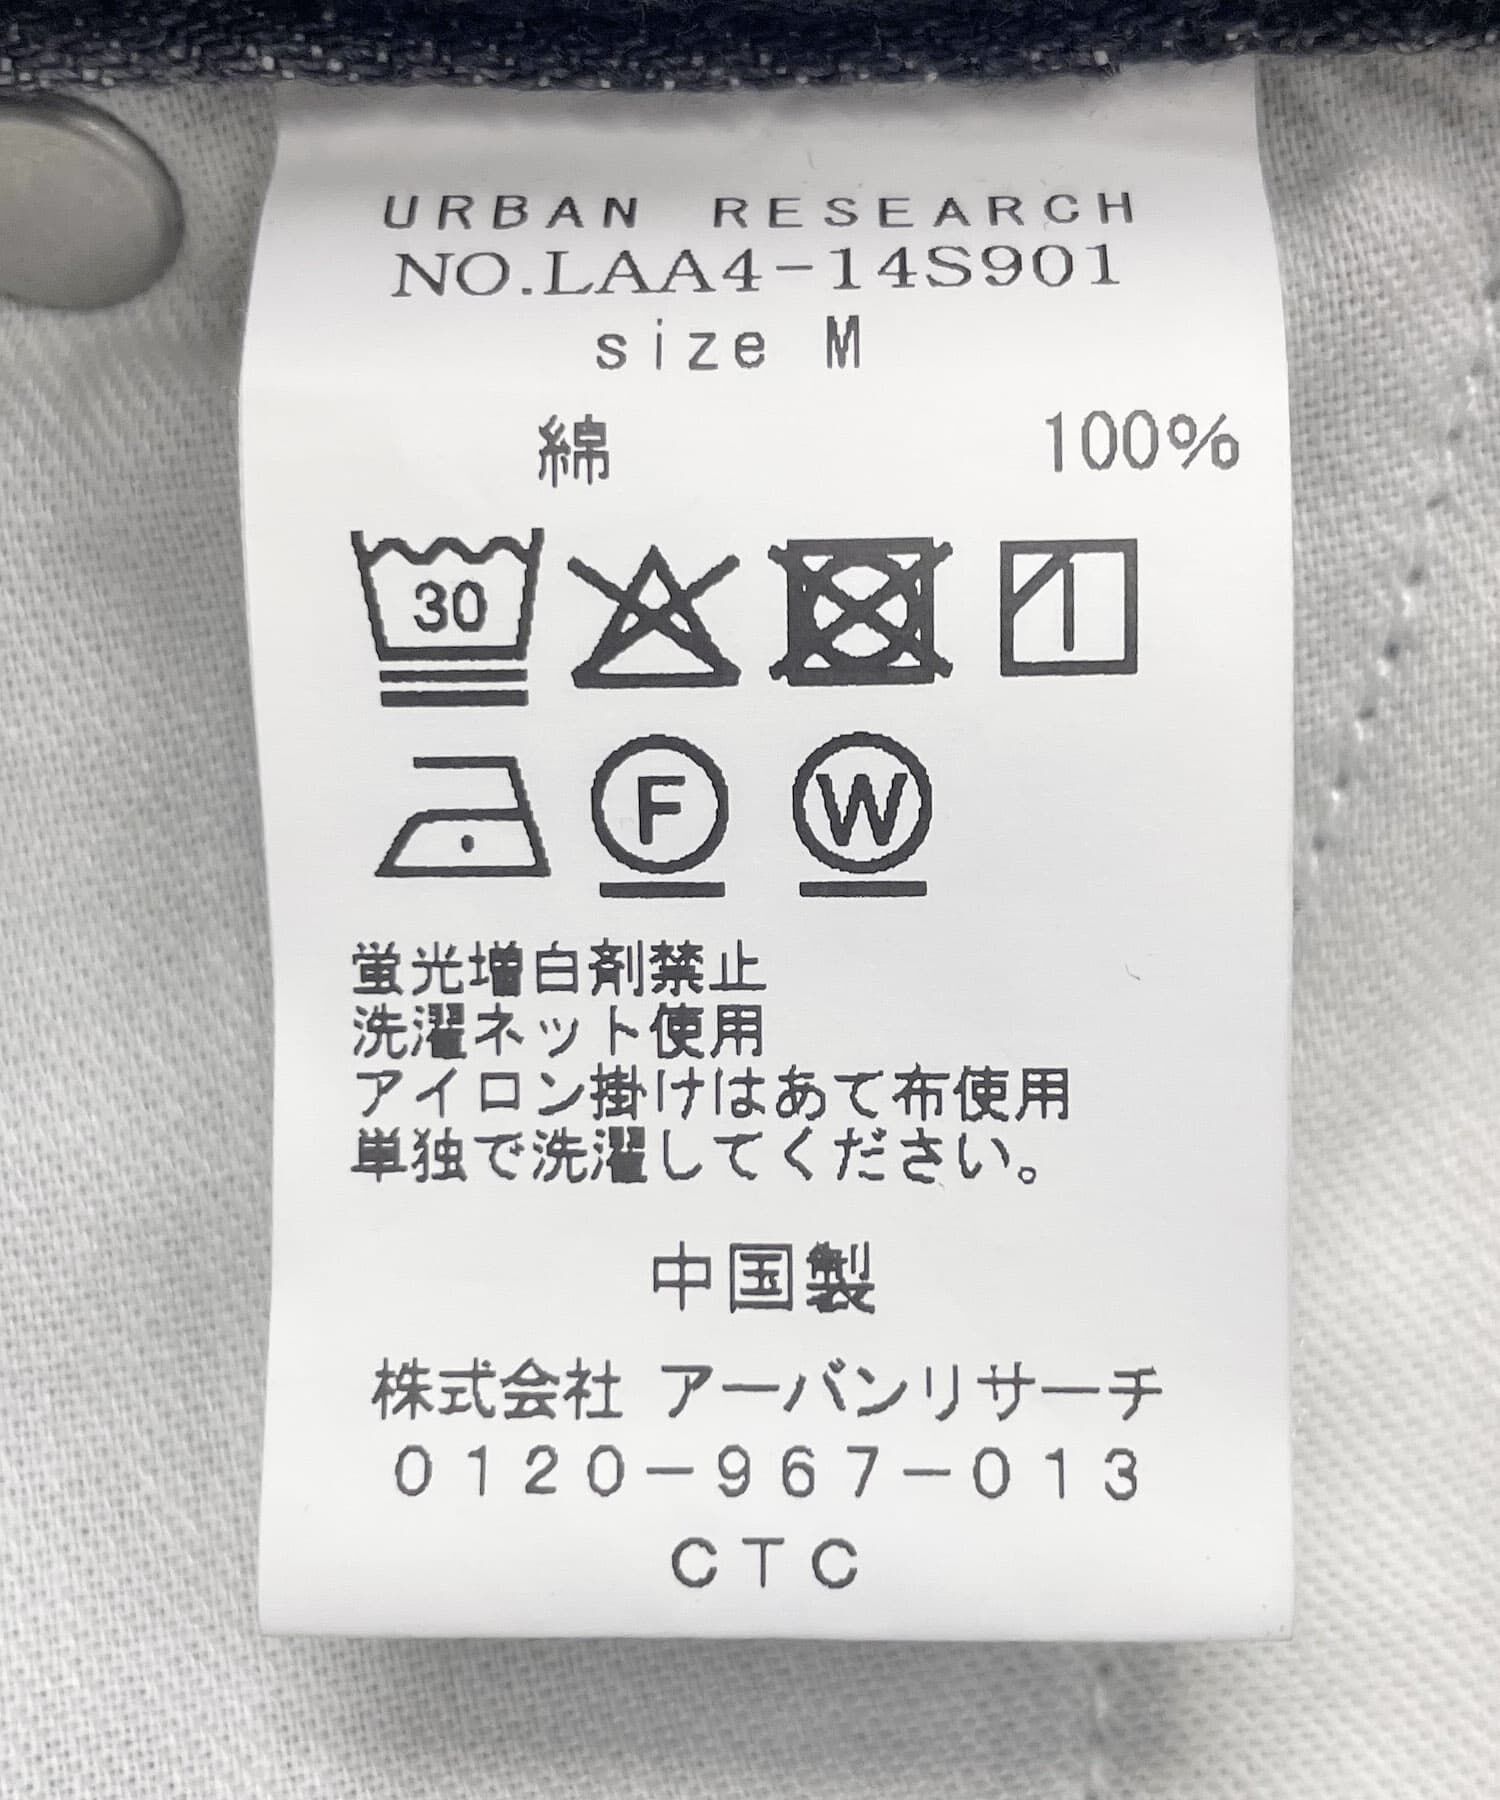 URBAN RESEARCH
NO.LAA4-14S901
size M
綿 100%
30
F W
蛍光増白剤禁止
洗濯ネット使用
アイロン掛けはあて布使用
単独で洗濯してください。
中国製
株式会社 アーバンリサーチ
0120-967-013
CTC